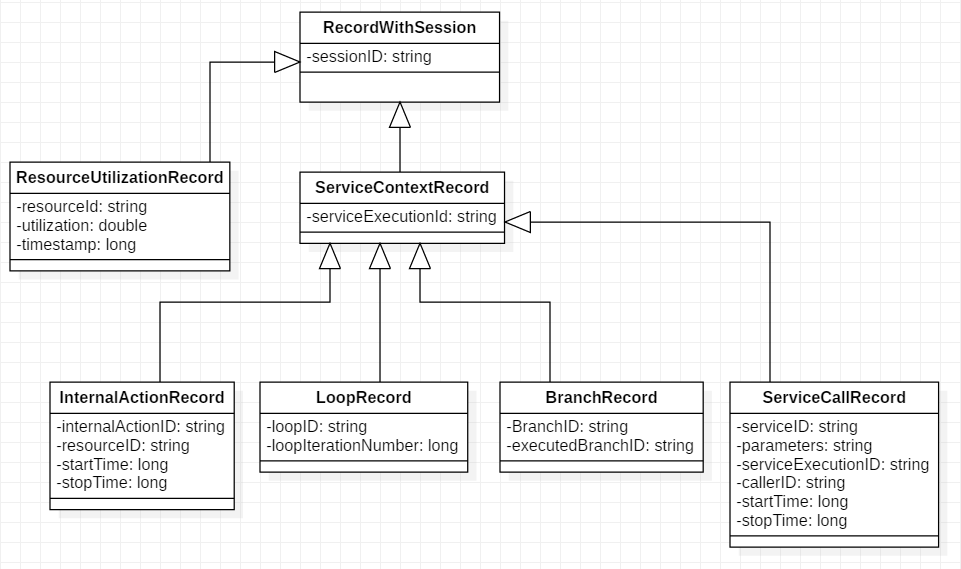 RecordWithSession
-sessionID: string
ResourceUtilizationRecord
-resourceId: string
-utilization: double
-timestamp: long
ServiceContextRecord
-serviceExecutionId: string
InternalActionRecord
-internalActionID: string
-resourceID: string
-startTime: long
-stopTime: long
LoopRecord
-loopID: string
-loopIterationNumber: long
BranchRecord
-BranchID: string
-executedBranchID: string
ServiceCallRecord
-serviceID: string
-parameters: string
-serviceExecutionID: string
-callerID: string
-startTime: long
-stopTime: long